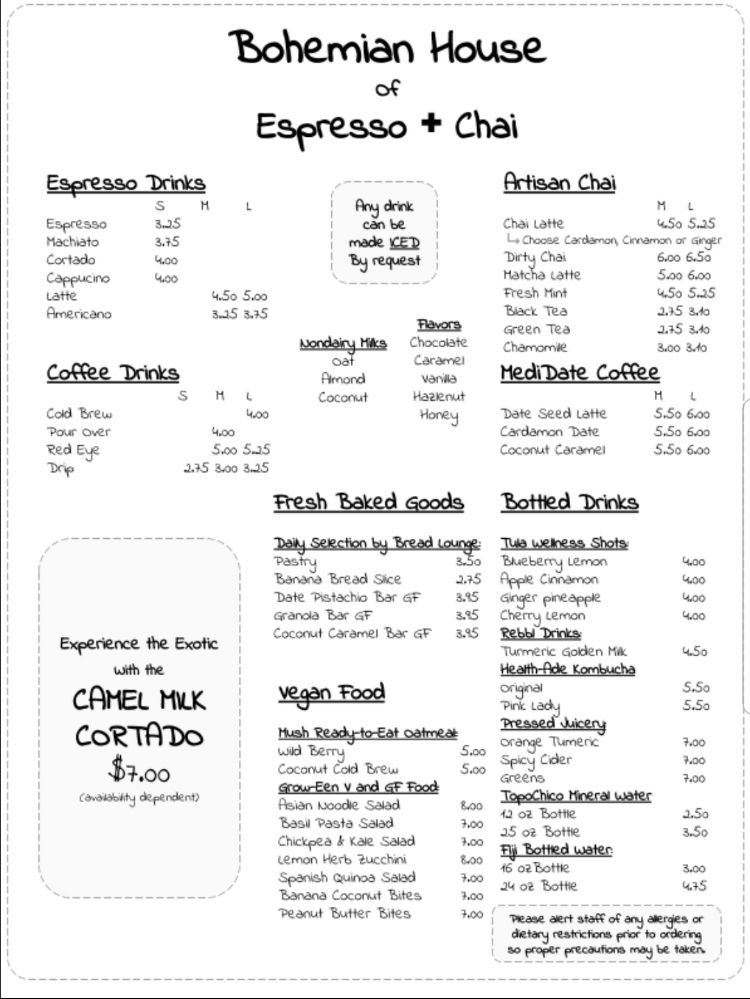 Bohemian House
of
Espresso + Chai
Espresso Drinks
S M L
Espresso 3.25
Machiato 3.75
Cortado 4.00
Cappucino 4.00
Latte 4.50 5.00
Americano 3.25 3.75
Coffee Drinks
S M L
Cold Brew 4.00
Pour Over 4.00
Red Eye 5.00 5.25
Drip 2.75 3.00 3.25
Any drink
can be
made ICED
By request
Nondairy Milks
Oat
Almond
Coconut
Flavors
Chocolate
Caramel
Vanilla
Hazlenut
Honey
Artisan Chai
M L
Chai Latte 4.50 5.25
↳ Choose Cardamon, Cinnamon or Ginger
Dirty Chai 6.00 6.50
Matcha Latte 5.00 6.00
Fresh Mint 4.50 5.25
Black Tea 2.75 3.10
Green Tea 2.75 3.10
Chamomile 3.00 3.10
MediDate Coffee
M L
Date Seed Latte 5.50 6.00
Cardamon Date 5.50 6.00
Coconut Caramel 5.50 6.00
Experience the Exotic
with the
CAMEL MILK
CORTADO
$7.00
(availability dependent)
Fresh Baked Goods
Daily Selection by Bread Lounge:
Pastry 3.50
Banana Bread Slice 2.75
Date Pistachio Bar GF 3.95
Granola Bar GF 3.95
Coconut Caramel Bar GF 3.95
Vegan Food
Mush Ready-to-Eat Oatmeal:
Wild Berry 5.00
Coconut Cold Brew 5.00
Grow-Een V and GF Food:
Asian Noodle Salad 8.00
Basil Pasta Salad 7.00
Chickpea & Kale Salad 7.00
Lemon Herb Zucchini 8.00
Spanish Quinoa Salad 7.00
Banana Coconut Bites 7.00
Peanut Butter Bites 7.00
Bottled Drinks
Tula Wellness Shots:
Blueberry Lemon 4.00
Apple Cinnamon 4.00
Ginger pineapple 4.00
Cherry Lemon 4.00
Rebbl Drinks:
Turmeric Golden Milk 4.50
Health-Ade Kombucha
Original 5.50
Pink Lady 5.50
Pressed Juicery
Orange Tumeric 7.00
Spicy Cider 7.00
Greens 7.00
TopoChico Mineral Water
12 oz Bottle 2.50
25 oz Bottle 3.50
Fiji Bottled Water:
16 oz Bottle 3.00
24 oz Bottle 4.75
Please alert staff of any allergies or
dietary restrictions prior to ordering
so proper precautions may be taken.